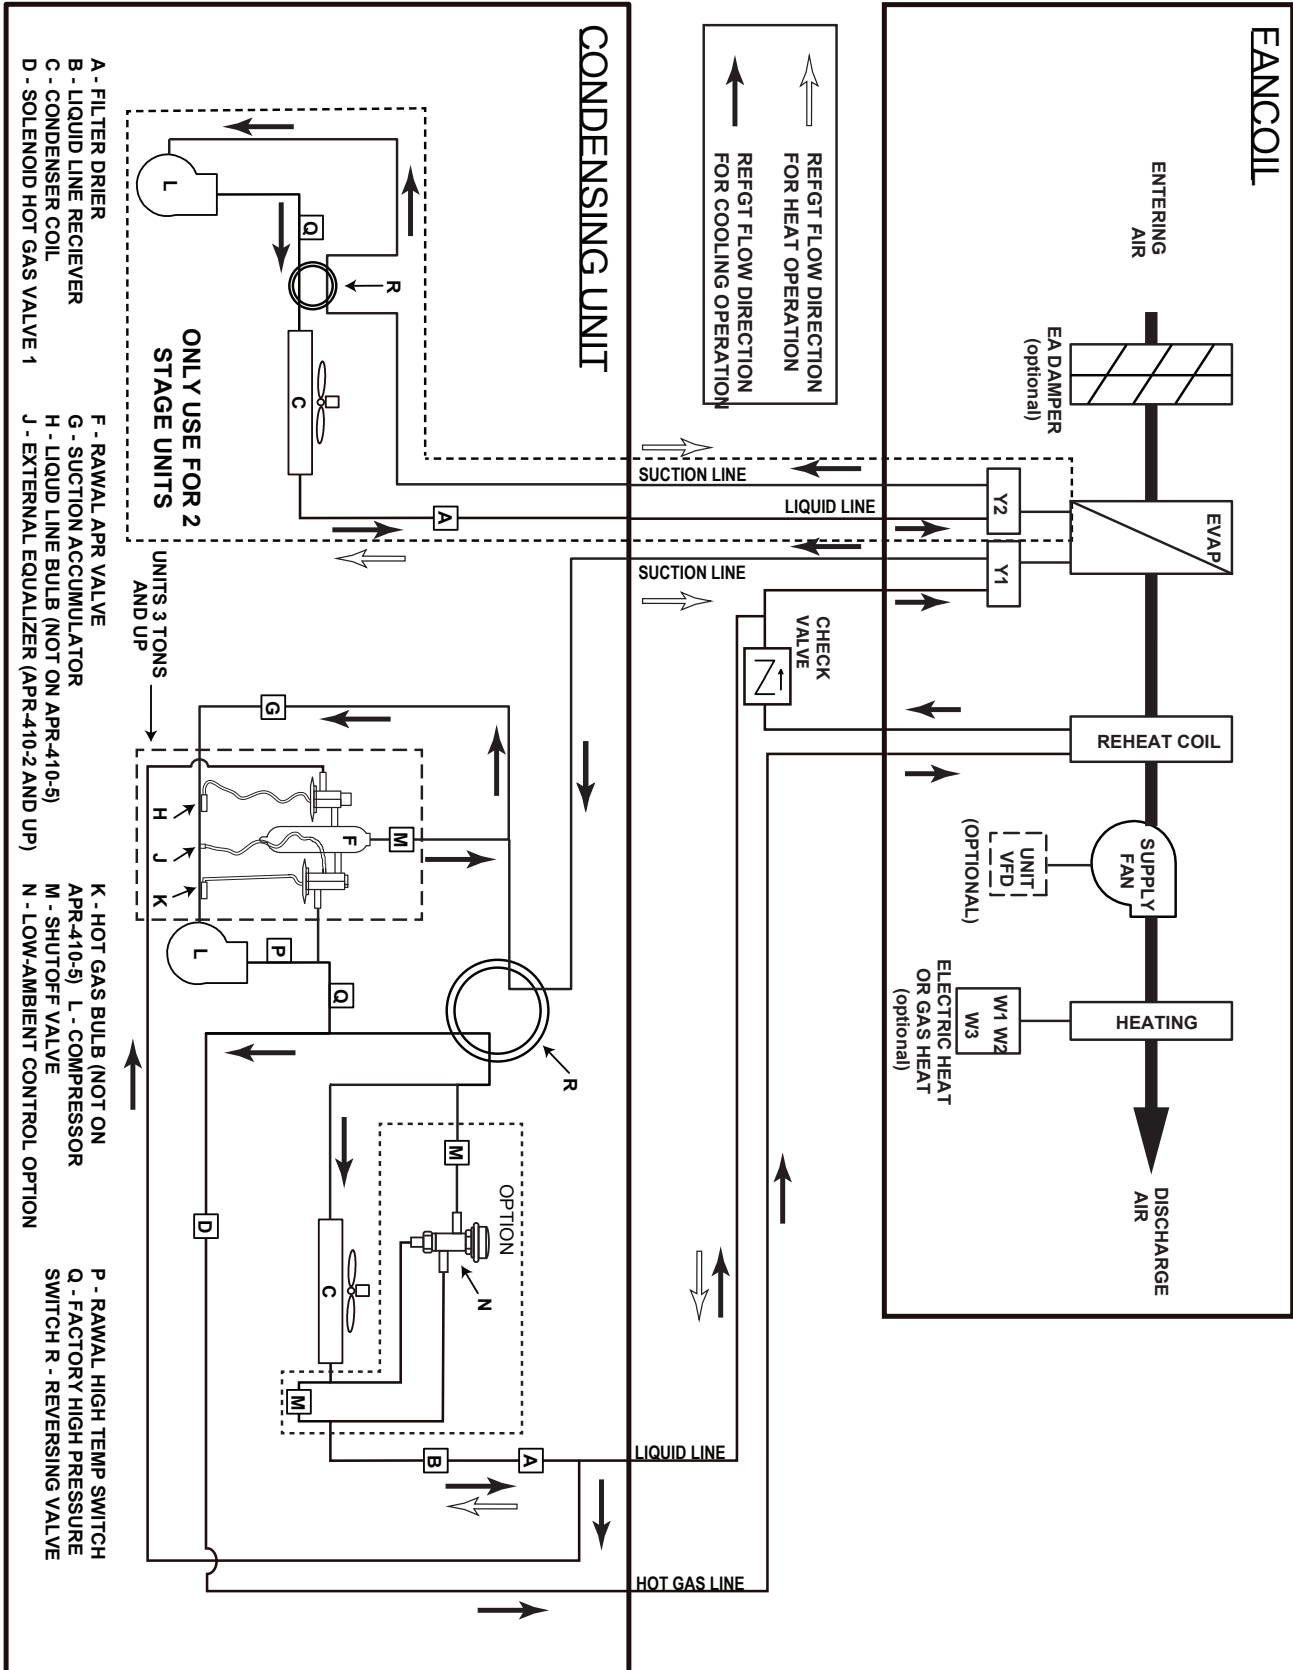 FANCOIL
ENTERING
AIR
EA DAMPER
(optional)
EVAP
Y2
Y1
REHEAT COIL
SUPPLY
FAN
UNIT
VFD
(OPTIONAL)
HEATING
W1 W2
W3
ELECTRIC HEAT
OR GAS HEAT
(optional)
DISCHARGE
AIR
REFGT FLOW DIRECTION
FOR HEAT OPERATION
REFGT FLOW DIRECTION
FOR COOLING OPERATION
SUCTION LINE
LIQUID LINE
SUCTION LINE
CHECK
VALVE
LIQUID LINE
HOT GAS LINE
CONDENSING UNIT
L
Q
R
C
A
ONLY USE FOR 2
STAGE UNITS
UNITS 3 TONS
AND UP
G
H
J
K
F
M
L
P
Q
R
D
M
OPTION
N
C
M
B
A
A - FILTER DRIER
B - LIQUID LINE RECIEVER
C - CONDENSER COIL
D - SOLENOID HOT GAS VALVE 1
F - RAWAL APR VALVE
G - SUCTION ACCUMULATOR
H - LIQUD LINE BULB (NOT ON APR-410-5)
J - EXTERNAL EQUALIZER (APR-410-2 AND UP)
K - HOT GAS BULB (NOT ON
APR-410-5) L - COMPRESSOR
M - SHUTOFF VALVE
N - LOW-AMBIENT CONTROL OPTION
P - RAWAL HIGH TEMP SWITCH
Q - FACTORY HIGH PRESSURE
SWITCH R - REVERSING VALVE